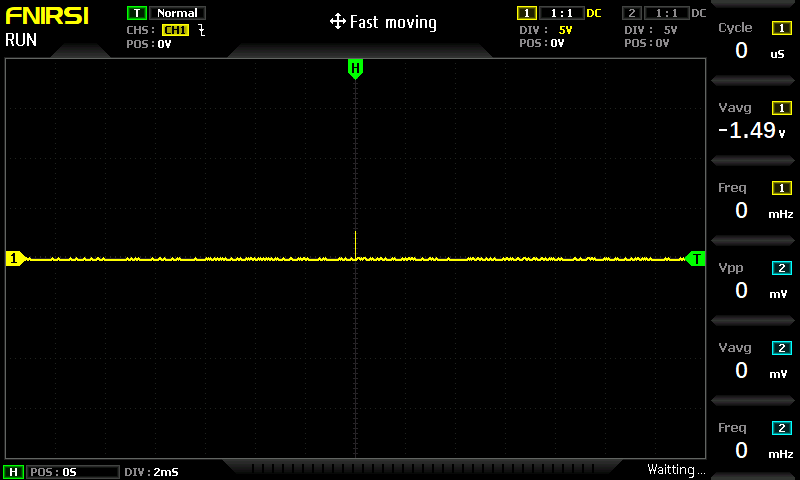 FNIRSI
RUN
T Normal
CHS: CH1
POS: 0V
Fast moving
1 1:1 DC
DIV: 5V
POS: 0V
2 1:1 DC
DIV: 5V
POS: 0V
Cycle 1
0 uS
Vavg 1
-1.49 V
Freq 1
0 mHz
Vpp 2
0 mV
Vavg 2
0 mV
Freq 2
0 mHz
H
1
T
H POS: 0S DIV: 2mS
Waitting...